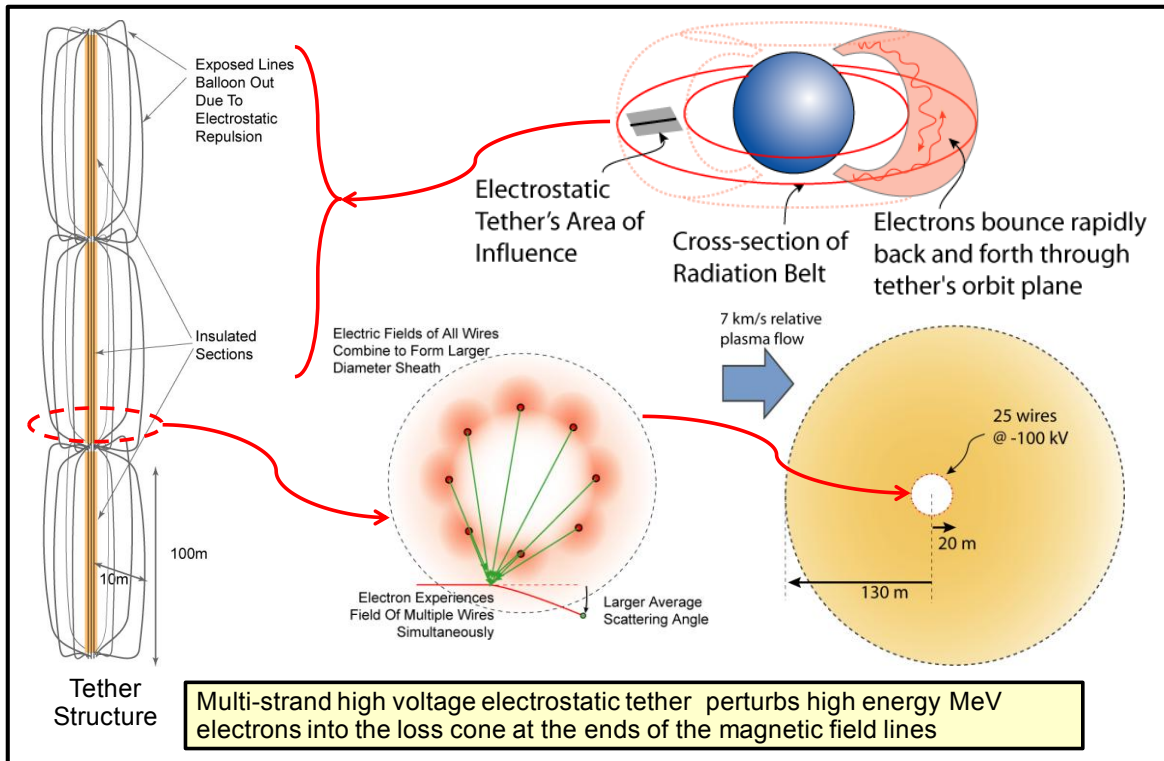 Exposed Lines
Balloon Out
Due To
Electrostatic
Repulsion
Insulated
Sections
100m
10m
Tether
Structure
Electrostatic
Tether's Area of
Influence
Cross-section of
Radiation Belt
Electrons bounce rapidly
back and forth through
tether's orbit plane
Electric Fields of All Wires
Combine to Form Larger
Diameter Sheath
Electron Experiences
Field Of Multiple Wires
Simultaneously
Larger Average
Scattering Angle
7 km/s relative
plasma flow
25 wires
@ -100 kV
20 m
130 m
Multi-strand high voltage electrostatic tether perturbs high energy MeV
electrons into the loss cone at the ends of the magnetic field lines